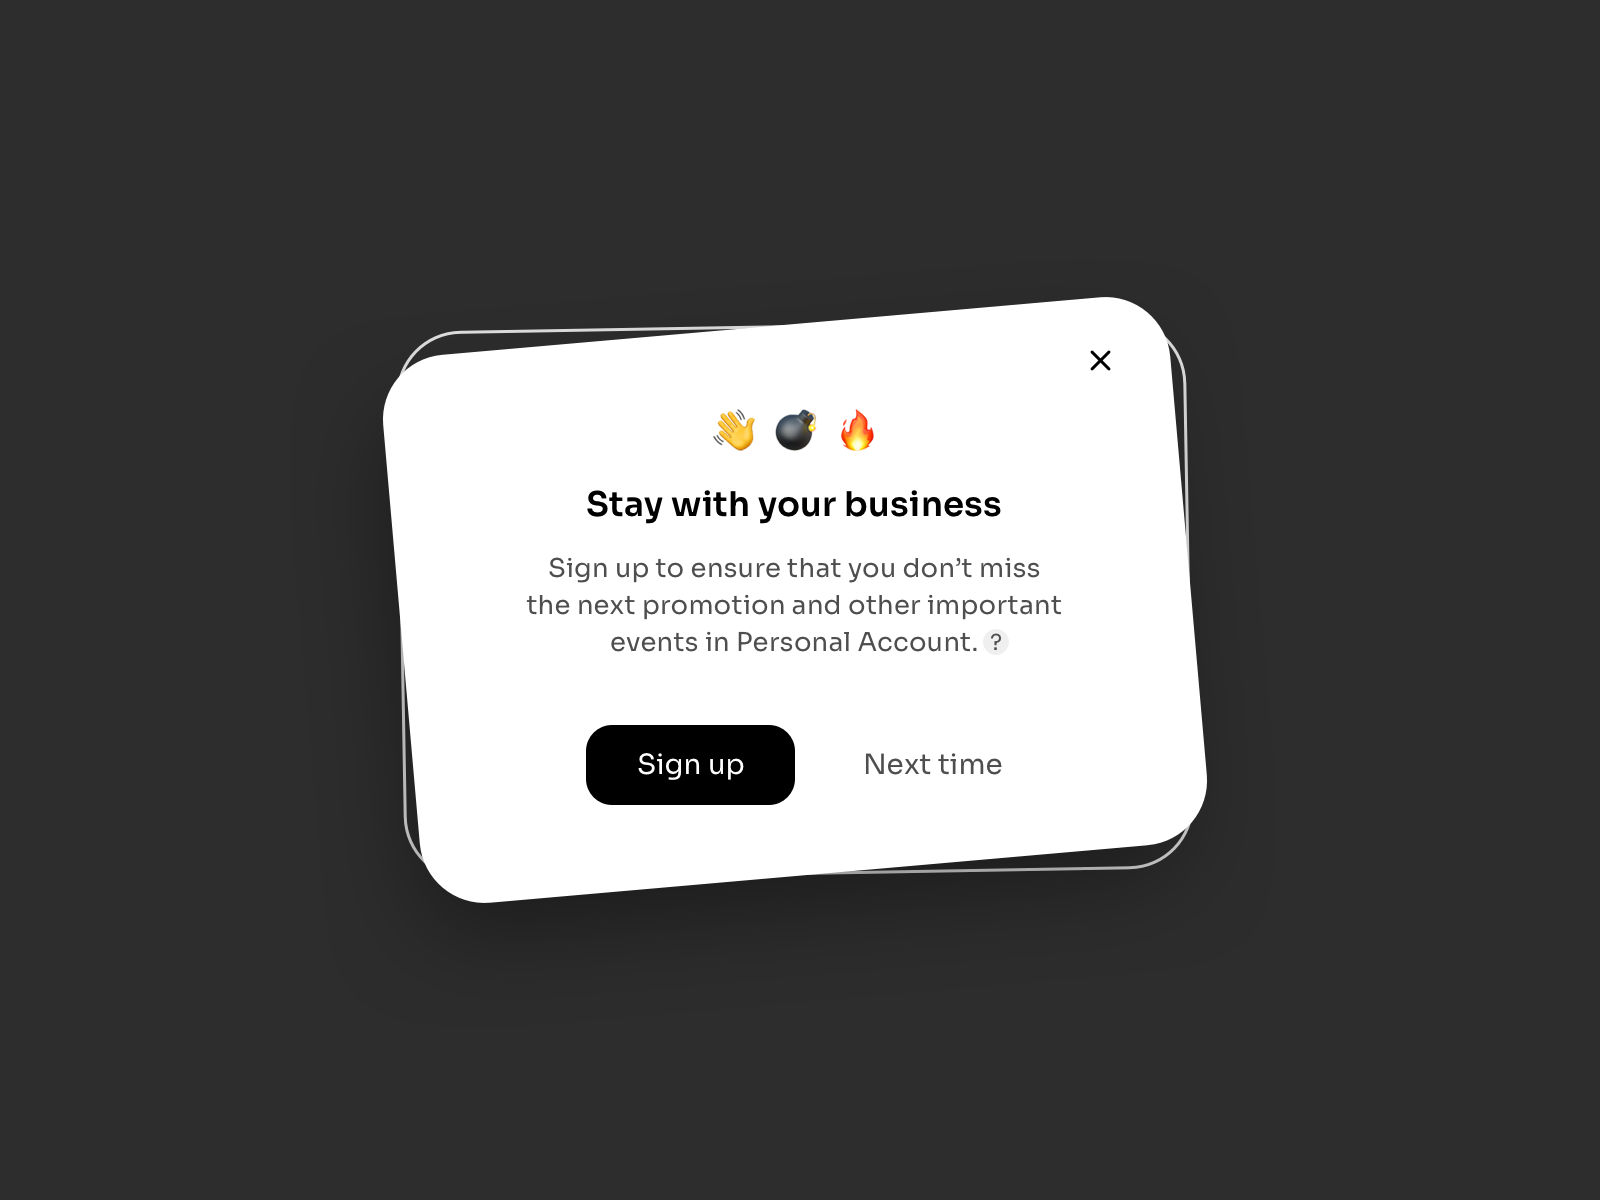 👋 💣 🔥
Stay with your business
Sign up to ensure that you don’t miss
the next promotion and other important
events in Personal Account. ?
Sign up
Next time